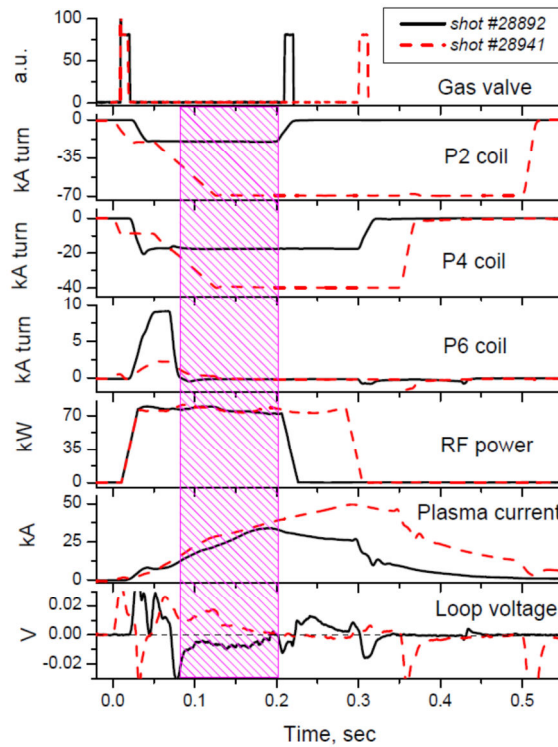 shot #28892
shot #28941
100
50
0
a.u.
Gas valve
0
-35
-70
kA turn
P2 coil
0
-20
-40
kA turn
P4 coil
10
5
0
kA turn
P6 coil
70
35
0
kW
RF power
50
25
0
kA
Plasma current
0.02
0.00
-0.02
V
Loop voltage
0.0 0.1 0.2 0.3 0.4 0.5
Time, sec